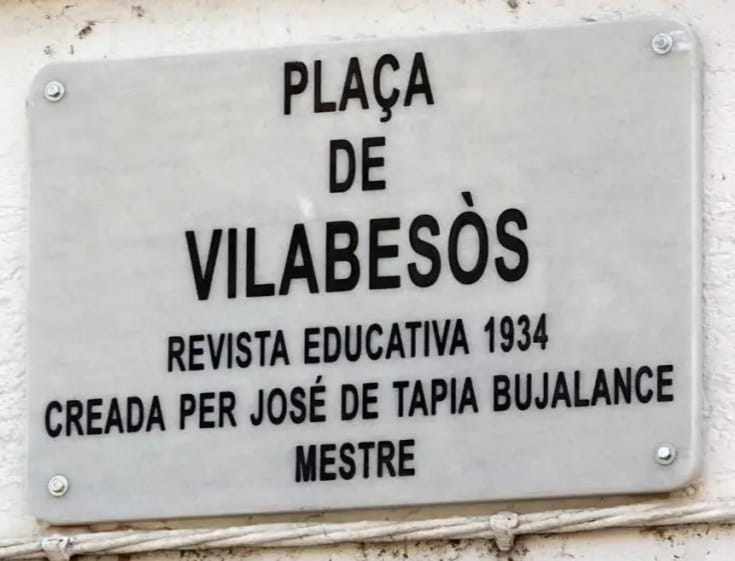 PLAÇA
DE
VILABESÒS
REVISTA EDUCATIVA 1934
CREADA PER JOSÉ DE TAPIA BUJALANCE
MESTRE